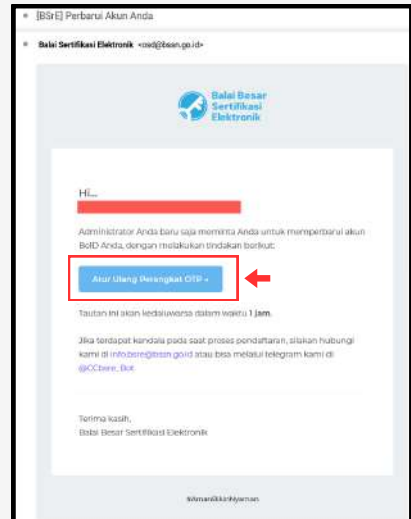 [BSrE] Perbarui Akun Anda
Balai Sertifikasi Elektronik <osd@bssn.go.id>
Balai Besar
Sertifikasi
Elektronik
Hi...
Administrator Anda baru saja meminta Anda untuk memperbarui akun
BeID Anda, dengan melakukan tindakan berikut:
Atur Ulang Perangkat OTP
Tautan ini akan kedaluwarsa dalam waktu 1 jam.
Jika terdapat kendala pada saat proses pendaftaran, silakan hubungi
kami di info.bsre@bssn.go.id atau bisa melalui telegram kami di
@CCbsre_Bot.
Terima kasih,
Balai Besar Sertifikasi Elektronik